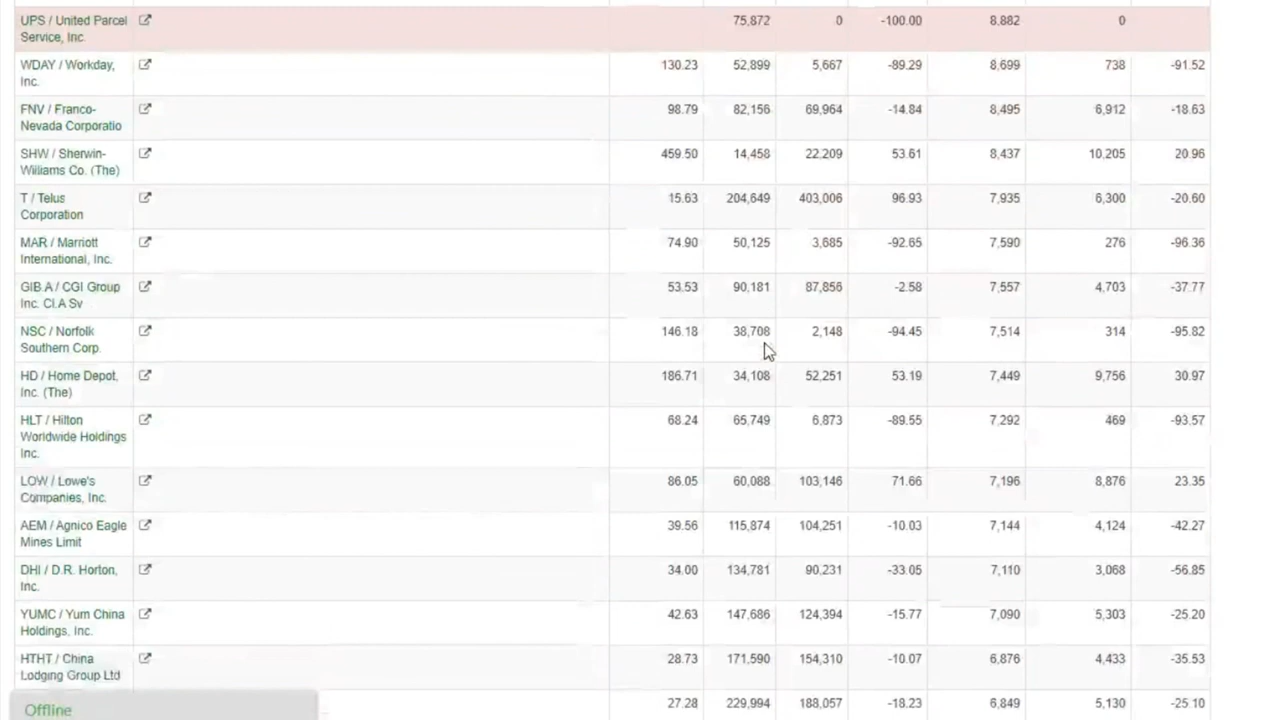 UPS / United Parcel 75,872 0 -100.00 8,882 0
Service, Inc.
WDAY / Workday, 130.23 52,899 5,667 -89.29 8,699 738 -91.52
Inc.
FNV / Franco- 98.79 82,156 69,964 -14.84 8,495 6,912 -18.63
Nevada Corporatio
SHW / Sherwin- 459.50 14,458 22,209 53.61 8,437 10,205 20.96
Williams Co. (The)
T / Telus 15.63 204,649 403,006 96.93 7,935 6,300 -20.60
Corporation
MAR / Marriott 74.90 50,125 3,685 -92.65 7,590 276 -96.36
International, Inc.
GIB.A / CGI Group 53.53 90,181 87,856 -2.58 7,557 4,703 -37.77
Inc. Cl.A Sv
NSC / Norfolk 146.18 38,708 2,148 -94.45 7,514 314 -95.82
Southern Corp.
HD / Home Depot, 186.71 34,108 52,251 53.19 7,449 9,756 30.97
Inc. (The)
HLT / Hilton 68.24 65,749 6,873 -89.55 7,292 469 -93.57
Worldwide Holdings
Inc.
LOW / Lowe's 86.05 60,088 103,146 71.66 7,196 8,876 23.35
Companies, Inc.
AEM / Agnico Eagle 39.56 115,874 104,251 -10.03 7,144 4,124 -42.27
Mines Limit
DHI / D.R. Horton, 34.00 134,781 90,231 -33.05 7,110 3,068 -56.85
Inc.
YUMC / Yum China 42.63 147,686 124,394 -15.77 7,090 5,303 -25.20
Holdings, Inc.
HTHT / China 28.73 171,590 154,310 -10.07 6,876 4,433 -35.53
Lodging Group Ltd
27.28 229,994 188,057 -18.23 6,849 5,130 -25.10
Offline